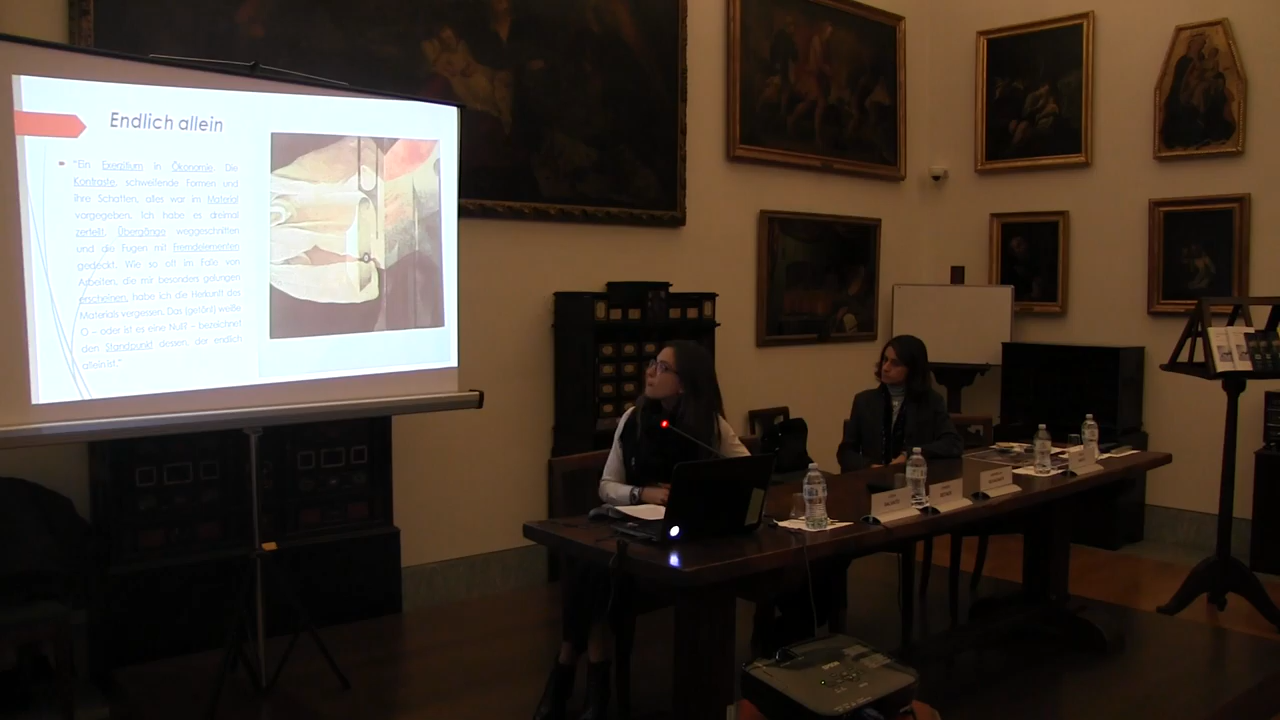 Endlich allein
"Ein Exerzitium in Ökonomie. Die
Kontraste, schwellende Formen und
ihre Schatten, alles war im Material
vorgegeben. Ich habe es dreimal
zerteilt, Übergänge weggeschnitten
und die Fugen mit Fremdelementen
gedeckt. Wie so oft im Falle von
Arbeiten, die mir besonders gelungen
erscheinen, habe ich die Herkunft des
Materials vergessen. Das (getönt) weiße
O – oder ist es eine Null? – bezeichnet
den Standpunkt dessen, der endlich
allein ist."